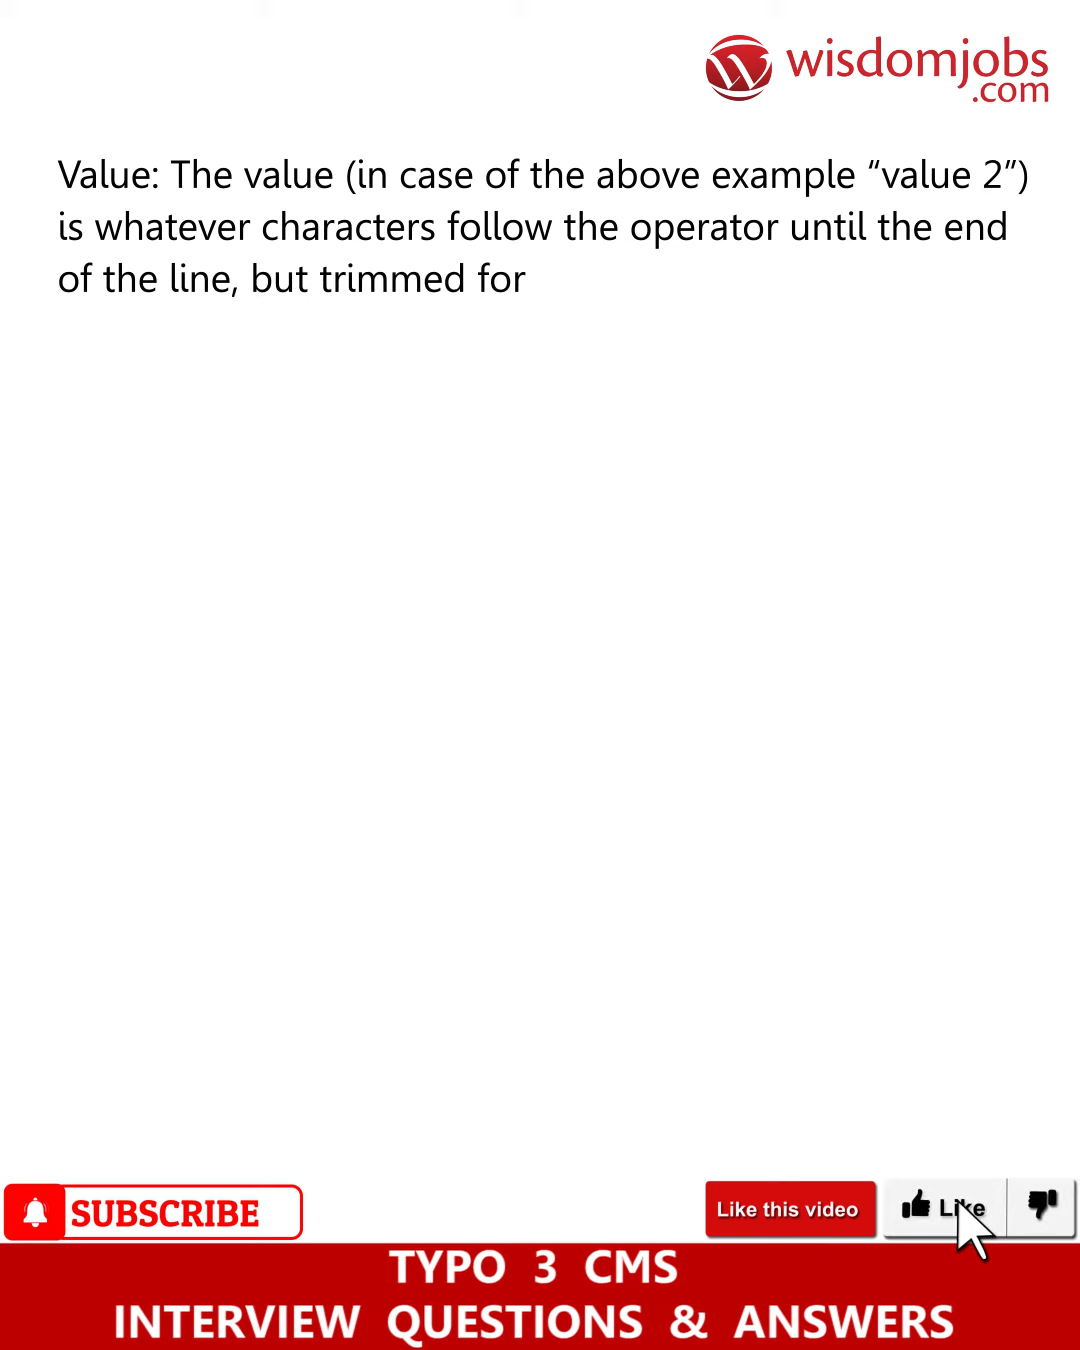 wisdomjobs
.com
Value: The value (in case of the above example “value 2”)
is whatever characters follow the operator until the end
of the line, but trimmed for
SUBSCRIBE
Like this video
Like
TYPO 3 CMS
INTERVIEW QUESTIONS & ANSWERS